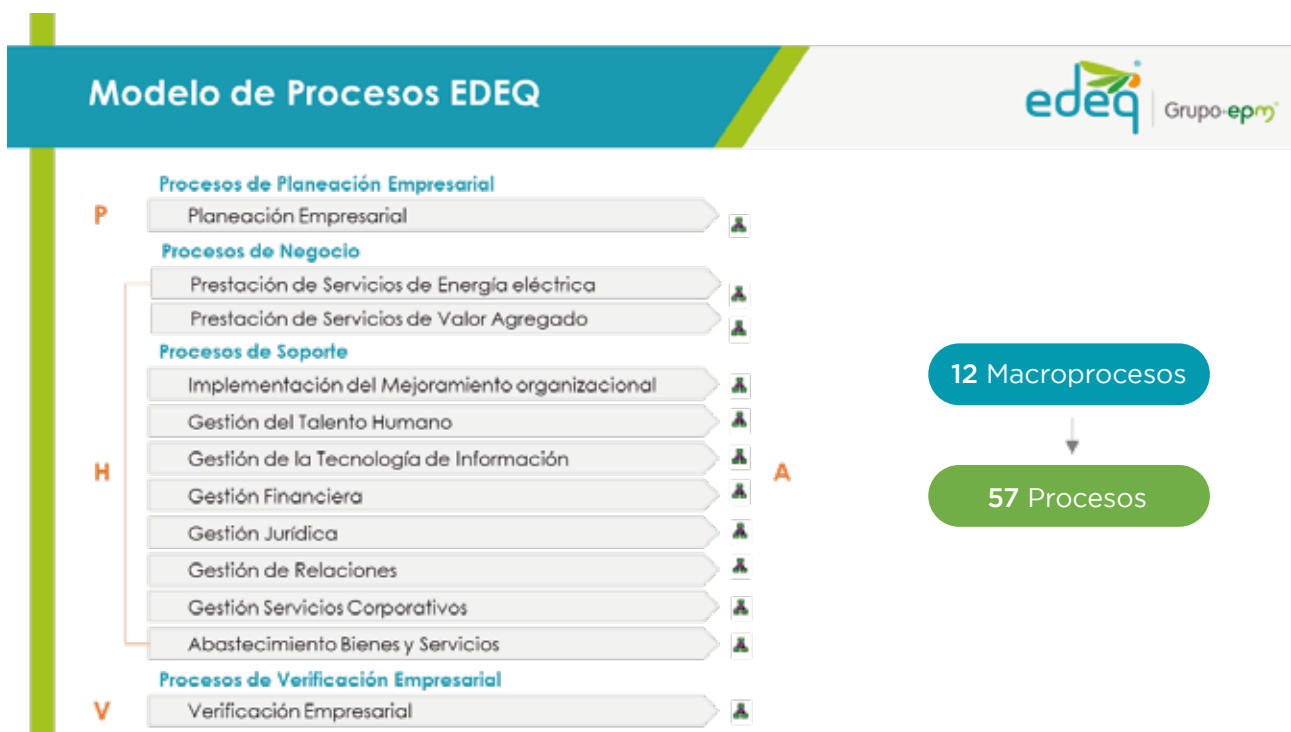 Modelo de Procesos EDEQ
edeq Grupo·epm
Procesos de Planeación Empresarial
P
Planeación Empresarial
Procesos de Negocio
Prestación de Servicios de Energía eléctrica
Prestación de Servicios de Valor Agregado
Procesos de Soporte
Implementación del Mejoramiento organizacional
Gestión del Talento Humano
Gestión de la Tecnología de Información
H
A
Gestión Financiera
Gestión Jurídica
Gestión de Relaciones
Gestión Servicios Corporativos
Abastecimiento Bienes y Servicios
Procesos de Verificación Empresarial
V
Verificación Empresarial
12 Macroprocesos
57 Procesos